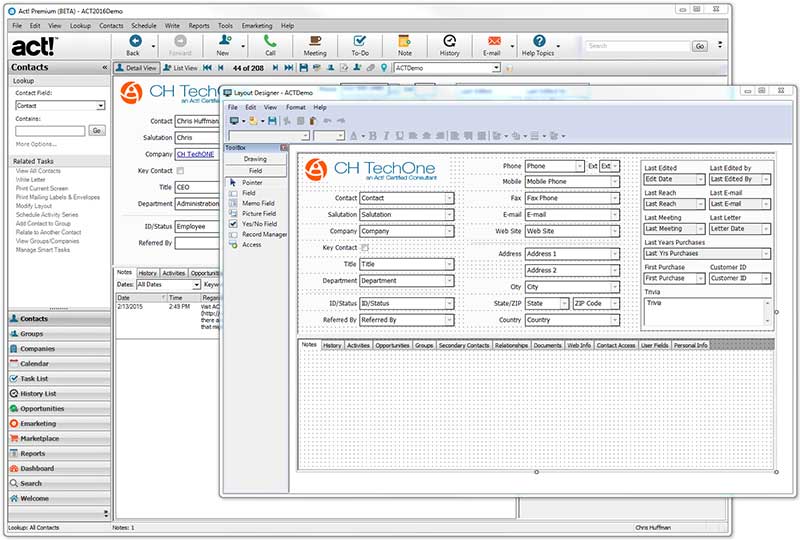 Act! Premium (BETA) - ACT2016Demo
File Edit View Lookup Contacts Schedule Write Reports Tools Emarketing Help
act!
Back Forward New Call Meeting To-Do Note History E-mail Help Topics Search Go
Contacts «
Detail View List View 44 of 208 ACTDemo
Lookup
Contact Field:
Contact
Contains:
Go
More Options...
Related Tasks
View All Contacts
Write Letter
Print Current Screen
Print Mailing Labels & Envelopes
Modify Layout
Schedule Activity Series
Add Contact to Group
Relate to Another Contact
View Groups/Companies
Manage Smart Tasks
Contacts
Groups
Companies
Calendar
Task List
History List
Opportunities
Emarketing
Marketplace
Reports
Dashboard
Search
Welcome
CH TechONE
an Act! Certified
Contact Chris Huffman
Salutation Chris
Company CH TechONE
Key Contact
Title CEO
Department Administration
ID/Status Employee
Referred By
Notes History Activities Opportuni
Dates: All Dates Keywo
Date Time Regardi
2/13/2015 2:49 PM Visit AC
(http://
there a
that mi
Layout Designer - ACTDemo
File Edit View Format Help
ToolBox
Drawing
Field
Pointer
Field
Memo Field
Picture Field
Yes/No Field
Record Manager
Access
CH TechOne
an Act! Certified Consultant
Contact Contact
Salutation Salutation
Company Company
Key Contact
Title Title
Department Department
ID/Status ID/Status
Referred By Referred By
Phone Phone Ext Ext
Mobile Mobile Phone
Fax Fax Phone
E-mail E-mail
Web Site Web Site
Address Address 1
Address 2
City City
State/ZIP State ZIP Code
Country Country
Last Edited Last Edited by
Edit Date Last Edited By
Last Reach Last E-mail
Last Reach Last E-mail
Last Meeting Last Letter
Last Meeting Letter Date
Last Years Purchases
Last Yrs Purchases
First Purchase Customer ID
First Purchase Customer ID
Trivia
Trivia
Notes History Activities Opportunities Groups Secondary Contacts Relationships Documents Web Info Contact Access User Fields Personal Info
Lookup: All Contacts Notes: 1 Chris Huffman